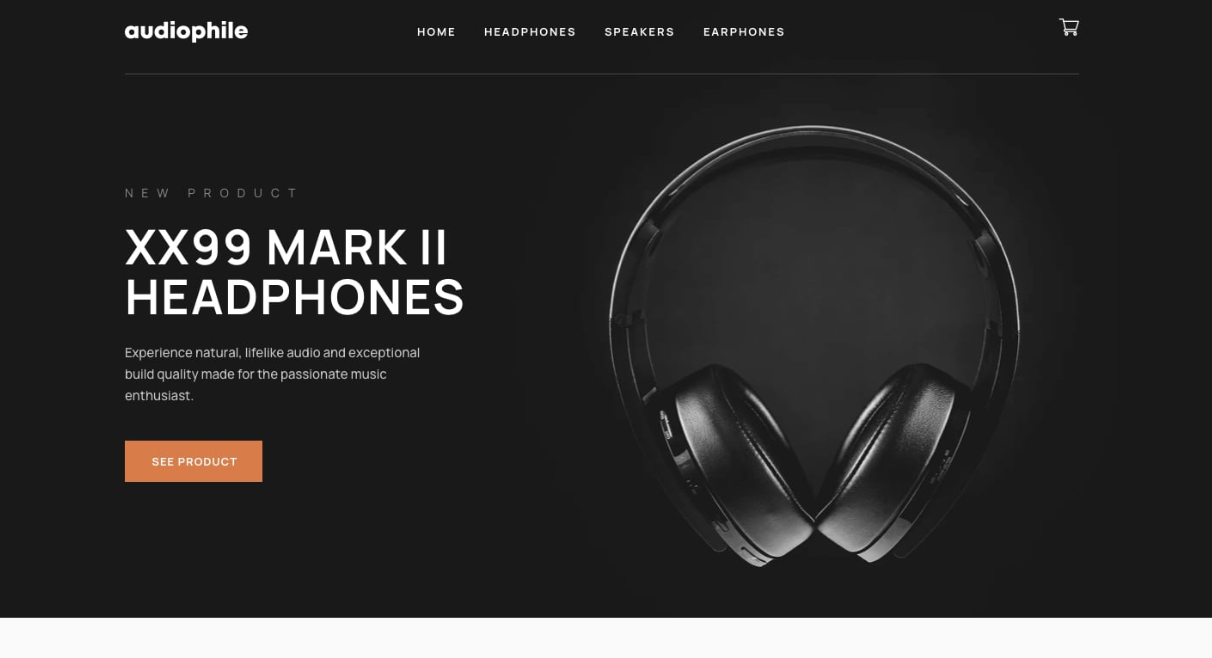 audiophile
HOME HEADPHONES SPEAKERS EARPHONES
NEW PRODUCT
XX99 MARK II
HEADPHONES
Experience natural, lifelike audio and exceptional
build quality made for the passionate music
enthusiast.
SEE PRODUCT